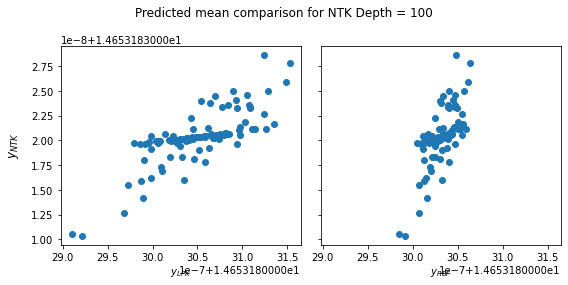 Predicted mean comparison for NTK Depth = 100
1e−8+1.4653183000e1
2.75
2.50
2.25
2.00
1.75
1.50
1.25
1.00
y_NTK
29.0 29.5 30.0 30.5 31.0 31.5
1e−7+1.4653180000e1
29.0 29.5 30.0 30.5 31.0 31.5
1e−7+1.4653180000e1